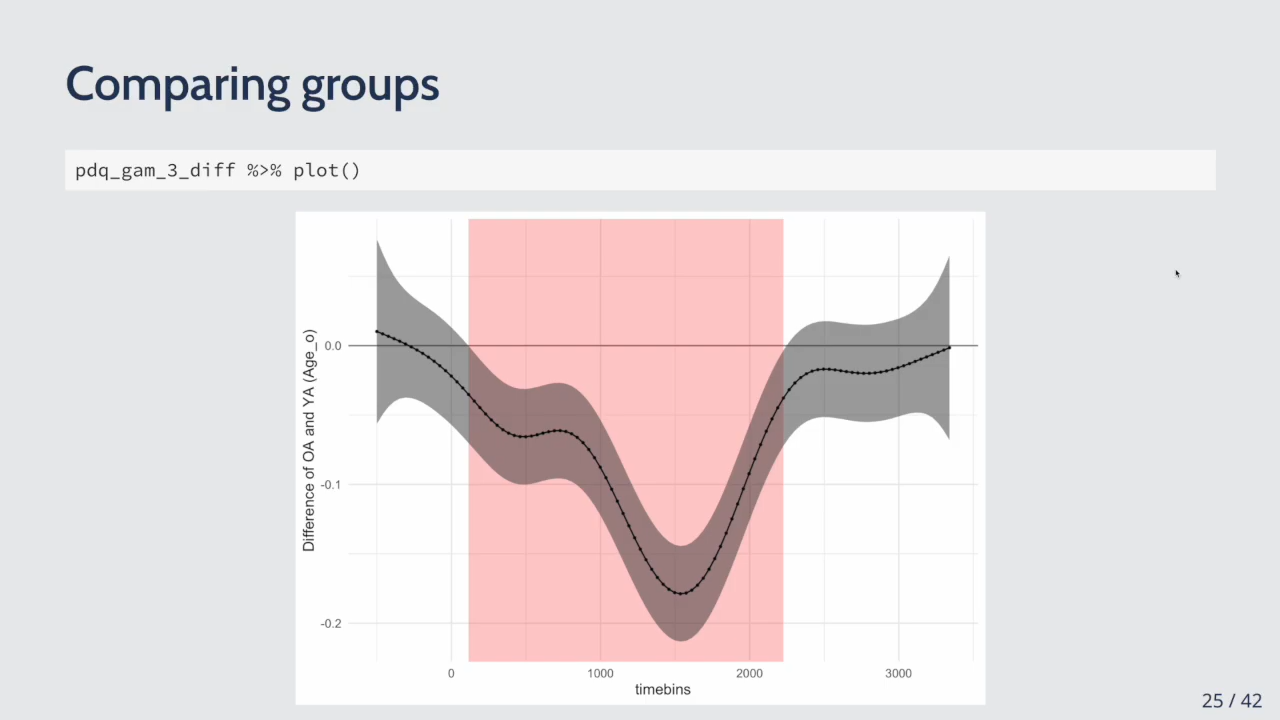 Comparing groups
pdq_gam_3_diff %>% plot()
Difference of OA and YA (Age_o)
0.0
-0.1
-0.2
0 1000 2000 3000
timebins
25 / 42